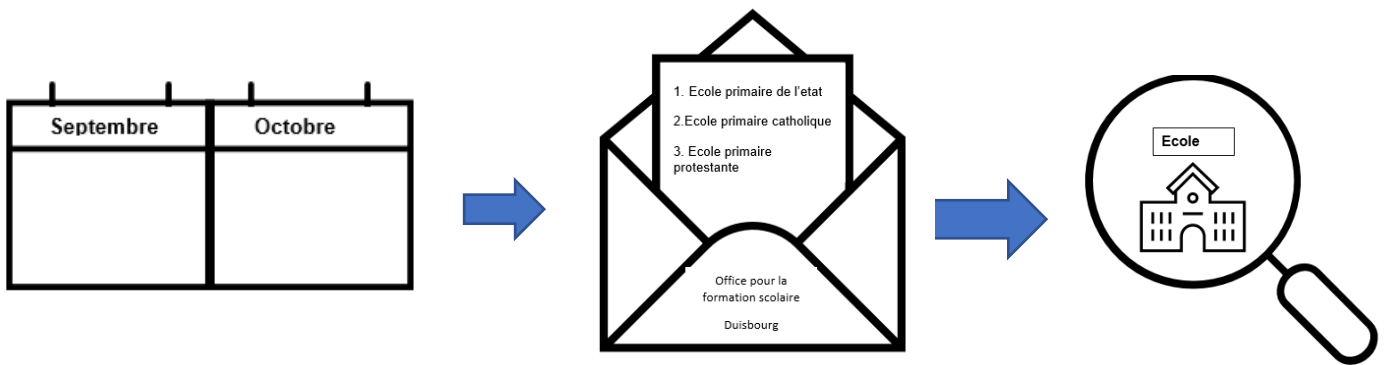 Septembre
Octobre
1. Ecole primaire de l'etat
2.Ecole primaire catholique
3. Ecole primaire
protestante
Office pour la
formation scolaire
Duisbourg
Ecole